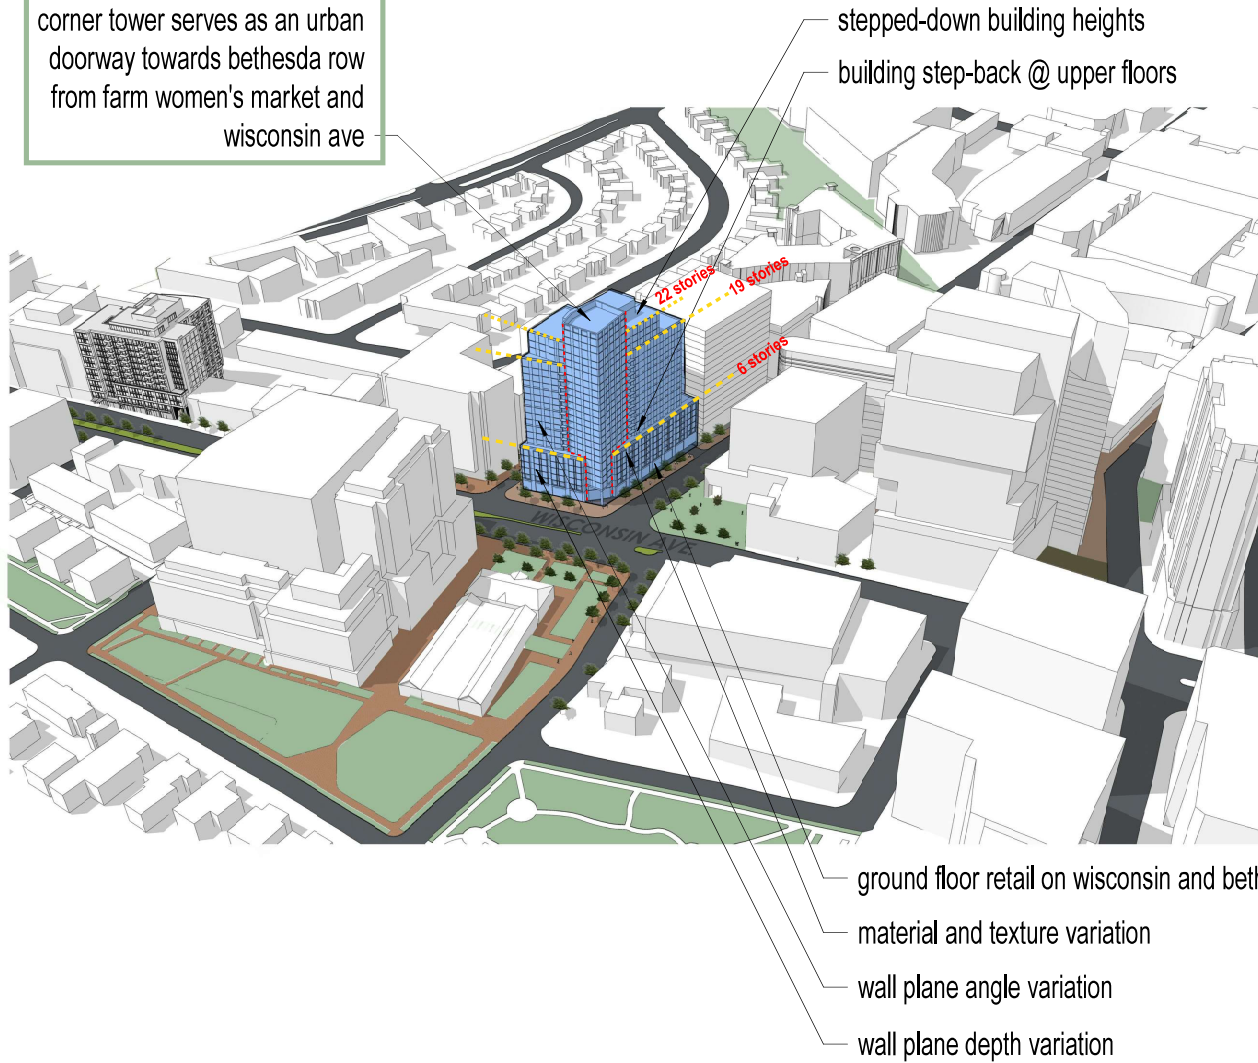 corner tower serves as an urban
doorway towards bethesda row
from farm women's market and
wisconsin ave
stepped-down building heights
building step-back @ upper floors
22 stories
19 stories
6 stories
WISCONSIN AVE
ground floor retail on wisconsin and
material and texture variation
wall plane angle variation
wall plane depth variation